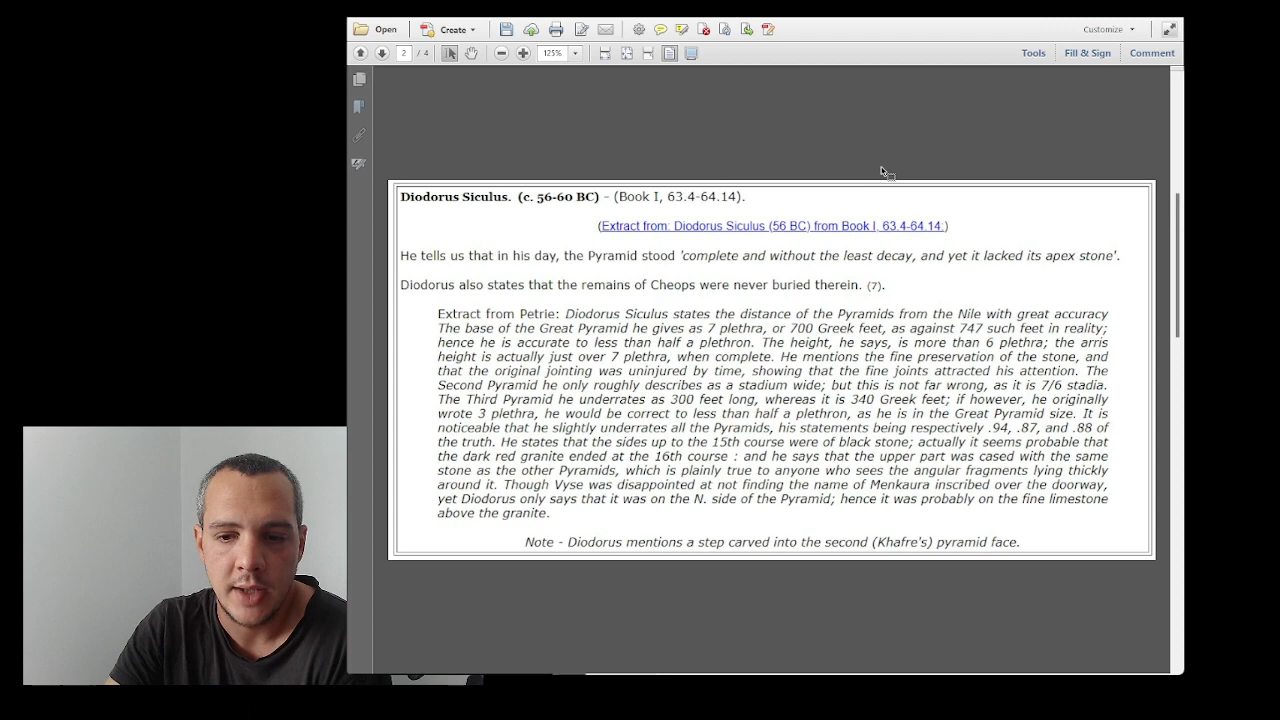 Open
Create
Customize
2 / 4
125%
Tools
Fill & Sign
Comment
Diodorus Siculus. (c. 56-60 BC) - (Book I, 63.4-64.14).
(Extract from: Diodorus Siculus (56 BC) from Book I, 63.4-64.14:)
He tells us that in his day, the Pyramid stood 'complete and without the least decay, and yet it lacked its apex stone'.
Diodorus also states that the remains of Cheops were never buried therein. (7).
Extract from Petrie: Diodorus Siculus states the distance of the Pyramids from the Nile with great accuracy
The base of the Great Pyramid he gives as 7 plethra, or 700 Greek feet, as against 747 such feet in reality;
hence he is accurate to less than half a plethron. The height, he says, is more than 6 plethra; the arris
height is actually just over 7 plethra, when complete. He mentions the fine preservation of the stone, and
that the original jointing was uninjured by time, showing that the fine joints attracted his attention. The
Second Pyramid he only roughly describes as a stadium wide; but this is not far wrong, as it is 7/6 stadia.
The Third Pyramid he underrates as 300 feet long, whereas it is 340 Greek feet; if however, he originally
wrote 3 plethra, he would be correct to less than half a plethron, as he is in the Great Pyramid size. It is
noticeable that he slightly underrates all the Pyramids, his statements being respectively .94, .87, and .88 of
the truth. He states that the sides up to the 15th course were of black stone; actually it seems probable that
the dark red granite ended at the 16th course : and he says that the upper part was cased with the same
stone as the other Pyramids, which is plainly true to anyone who sees the angular fragments lying thickly
around it. Though Vyse was disappointed at not finding the name of Menkaura inscribed over the doorway,
yet Diodorus only says that it was on the N. side of the Pyramid; hence it was probably on the fine limestone
above the granite.
Note - Diodorus mentions a step carved into the second (Khafre's) pyramid face.